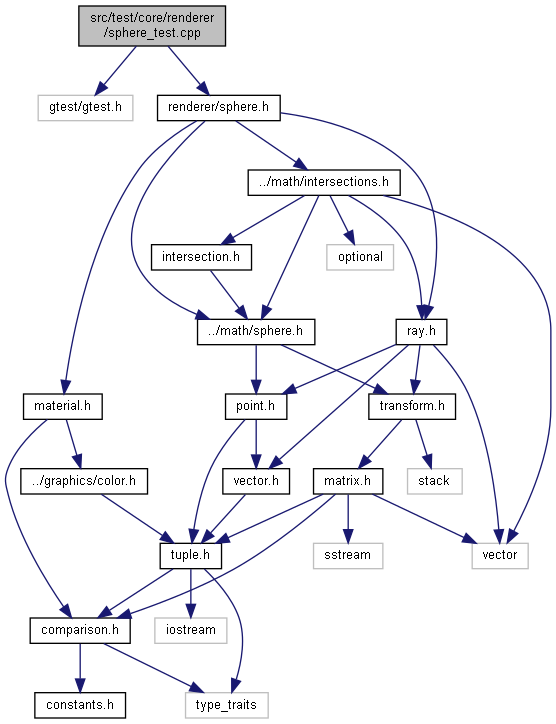 src/test/core/renderer
/sphere_test.cpp
gtest/gtest.h
renderer/sphere.h
../math/intersections.h
intersection.h
optional
../math/sphere.h
ray.h
material.h
point.h
transform.h
../graphics/color.h
vector.h
matrix.h
stack
tuple.h
sstream
vector
comparison.h
iostream
constants.h
type_traits